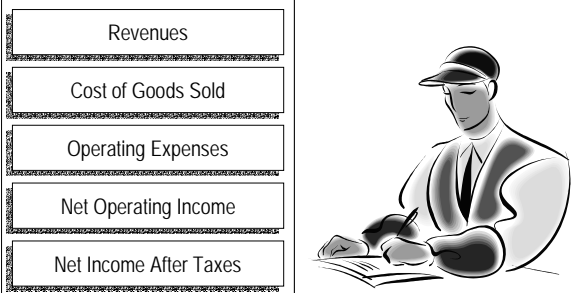 Revenues
Cost of Goods Sold
Operating Expenses
Net Operating Income
Net Income After Taxes